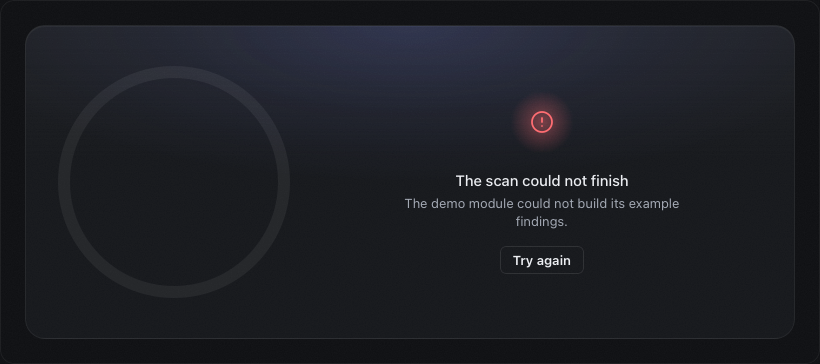 The scan could not finish
The demo module could not build its example
findings.
Try again